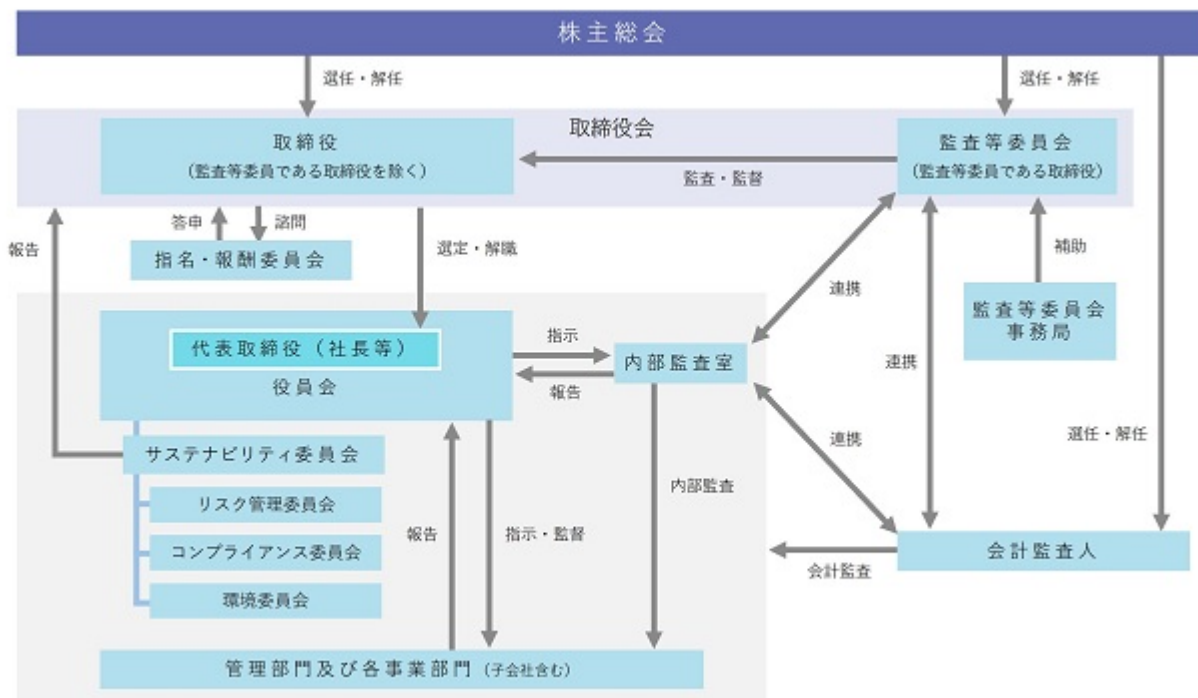 株主総会
選任・解任
選任・解任
取締役会
取締役
(監査等委員である取締役を除く)
監査等委員会
(監査等委員である取締役)
監査・監督
報告
答申
諮問
選定・解職
補助
指名・報酬委員会
連携
監査等委員会
事務局
代表取締役（社長等）
役員会
指示
報告
内部監査室
連携
連携
選任・解任
サステナビリティ委員会
リスク管理委員会
コンプライアンス委員会
環境委員会
報告
指示・監督
内部監査
会計監査人
会計監査
管理部門及び各事業部門 (子会社含む)